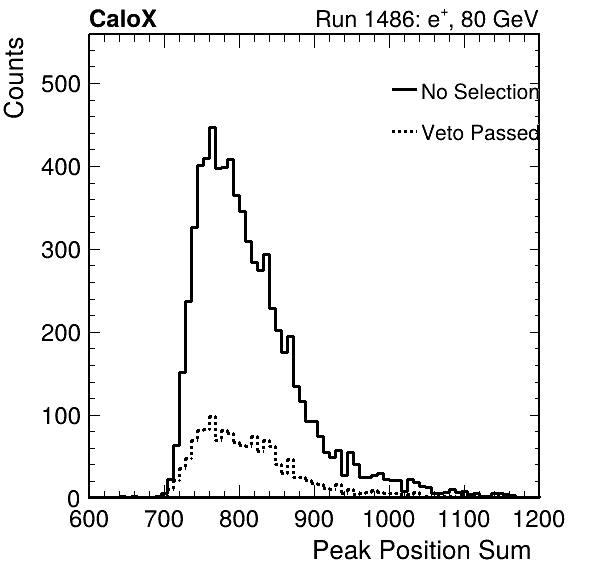 CaloX Run 1486: e⁺, 80 GeV
Counts
No Selection
Veto Passed
500
400
300
200
100
0
600 700 800 900 1000 1100 1200
Peak Position Sum